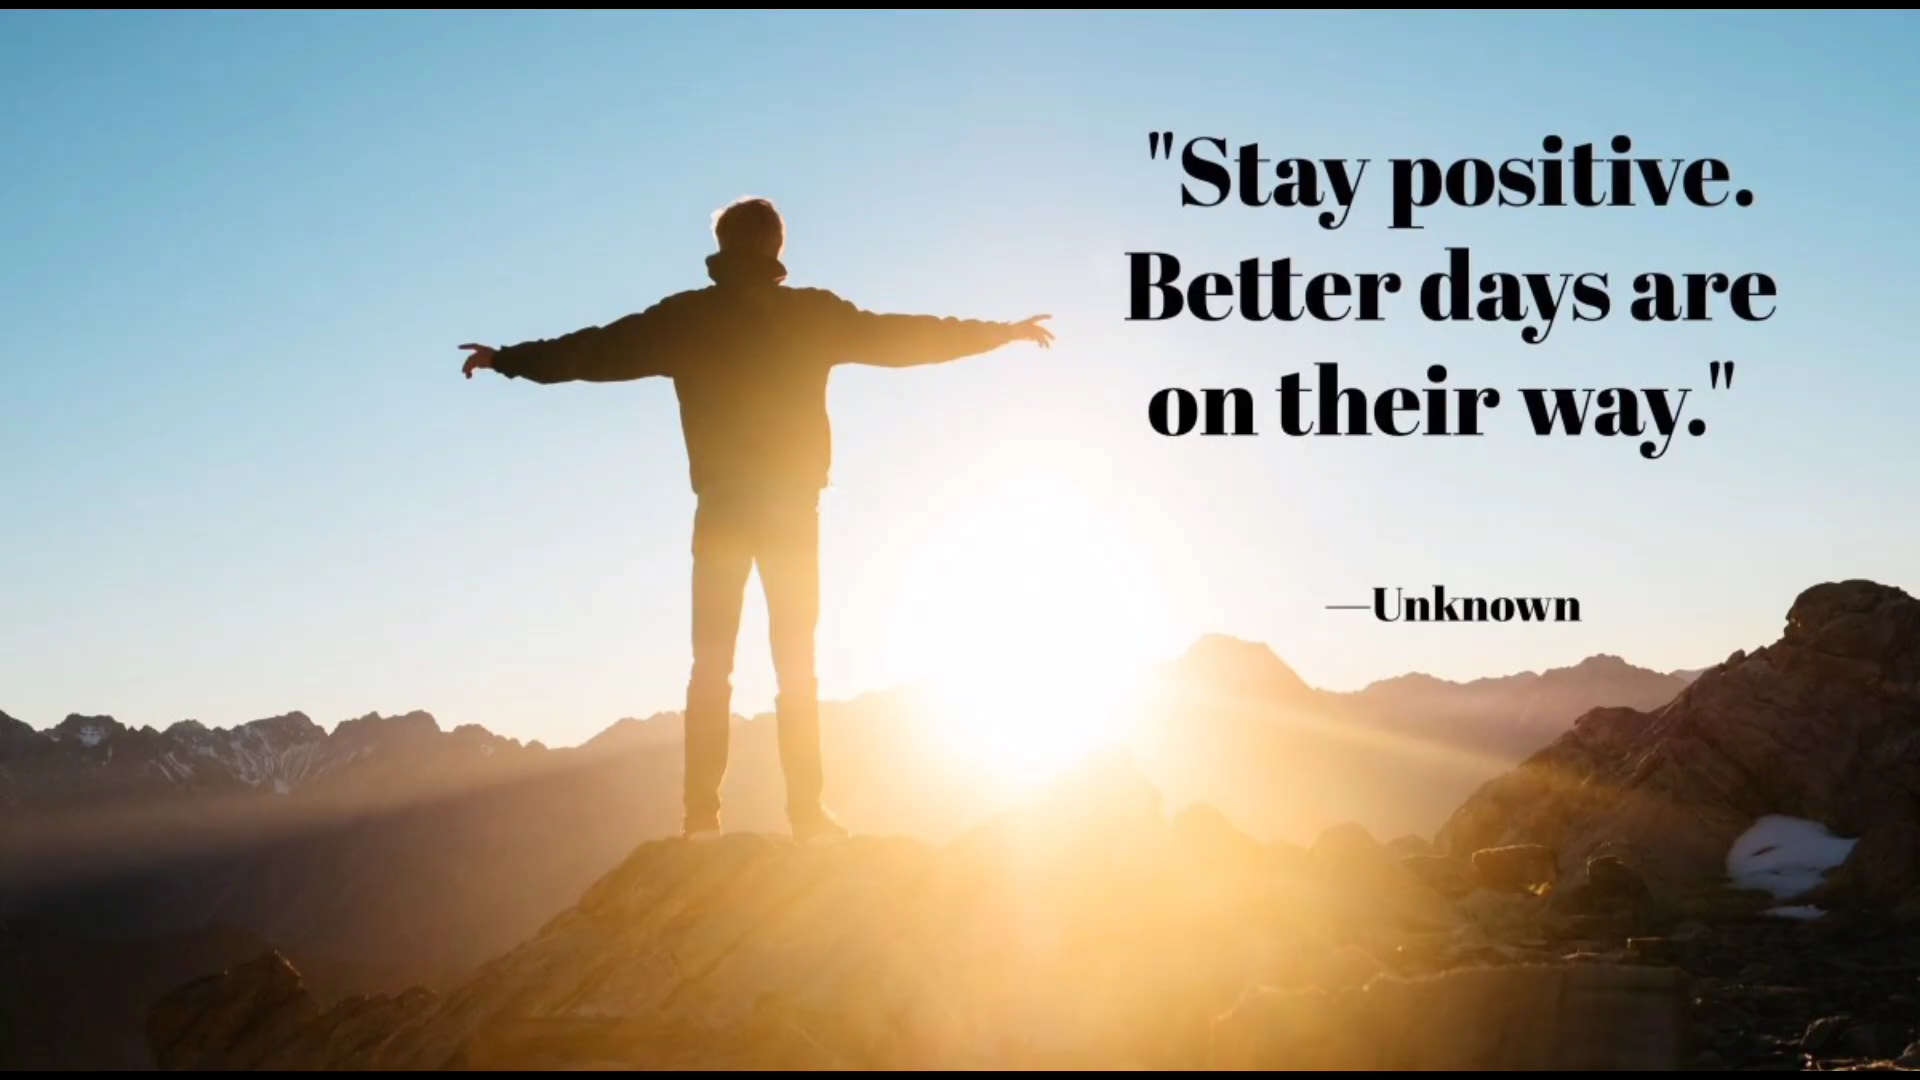 "Stay positive.
Better days are
on their way."
—Unknown